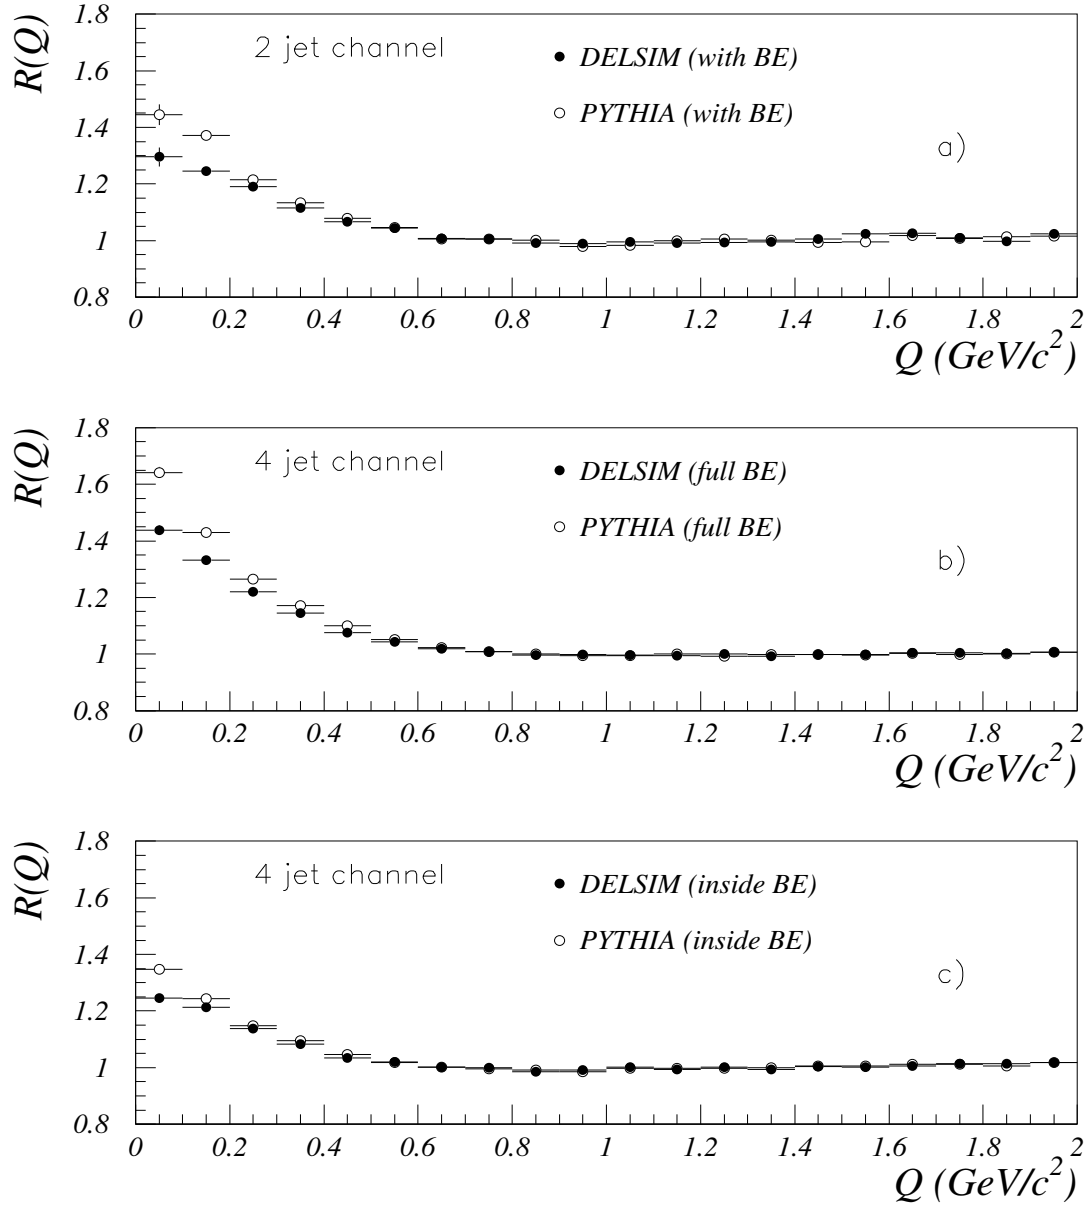 R(Q)
1.8
1.6
1.4
1.2
1
0.8
2 jet channel
DELSIM (with BE)
PYTHIA (with BE)
a)
0 0.2 0.4 0.6 0.8 1 1.2 1.4 1.6 1.8 2
Q (GeV/c²)
R(Q)
1.8
1.6
1.4
1.2
1
0.8
4 jet channel
DELSIM (full BE)
PYTHIA (full BE)
b)
0 0.2 0.4 0.6 0.8 1 1.2 1.4 1.6 1.8 2
Q (GeV/c²)
R(Q)
1.8
1.6
1.4
1.2
1
0.8
4 jet channel
DELSIM (inside BE)
PYTHIA (inside BE)
c)
0 0.2 0.4 0.6 0.8 1 1.2 1.4 1.6 1.8 2
Q (GeV/c²)